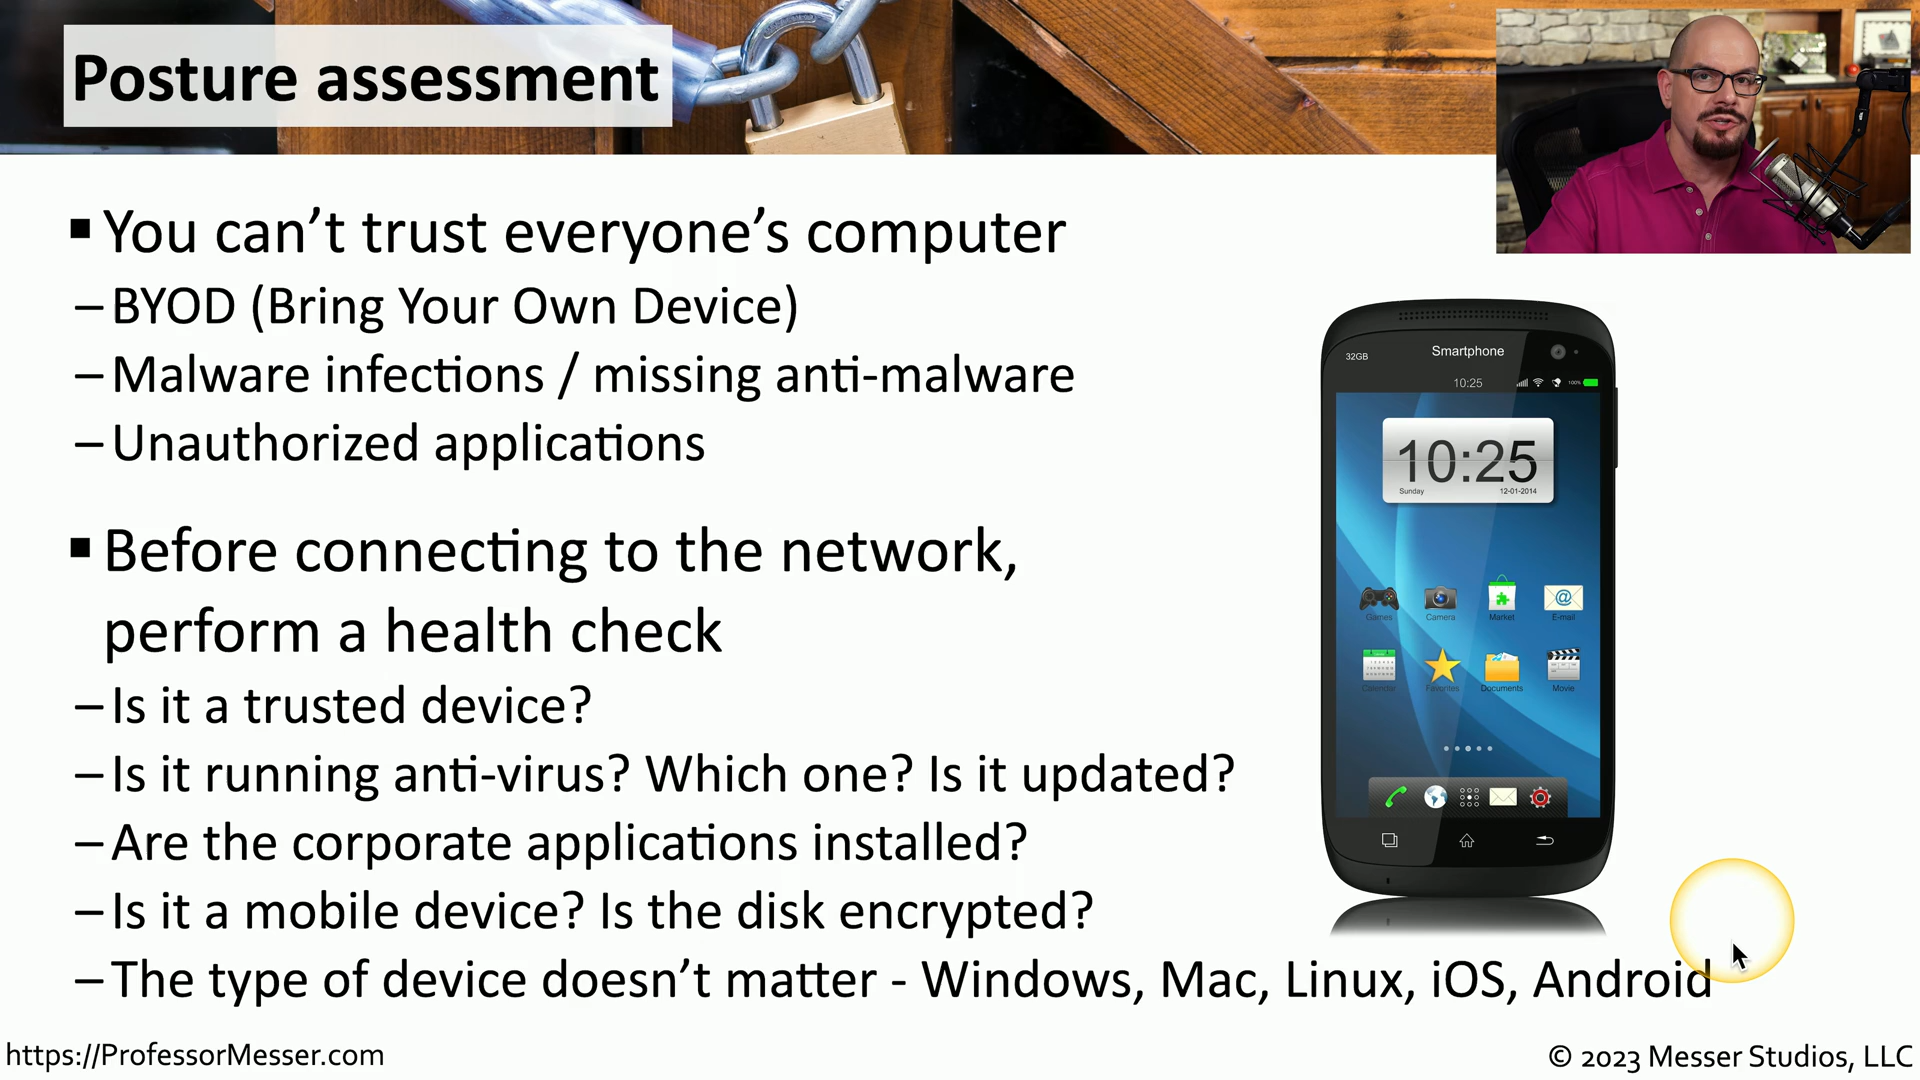 Posture assessment
▪ You can’t trust everyone’s computer
– BYOD (Bring Your Own Device)
– Malware infections / missing anti-malware
– Unauthorized applications
▪ Before connecting to the network,
perform a health check
– Is it a trusted device?
– Is it running anti-virus? Which one? Is it updated?
– Are the corporate applications installed?
– Is it a mobile device? Is the disk encrypted?
– The type of device doesn’t matter - Windows, Mac, Linux, iOS, Android
32GB
Smartphone
10:25
100%
10:25
Sunday 12-01-2014
Games Camera Market E-mail
Calendar Favorites Documents Movie
https://ProfessorMesser.com
© 2023 Messer Studios, LLC